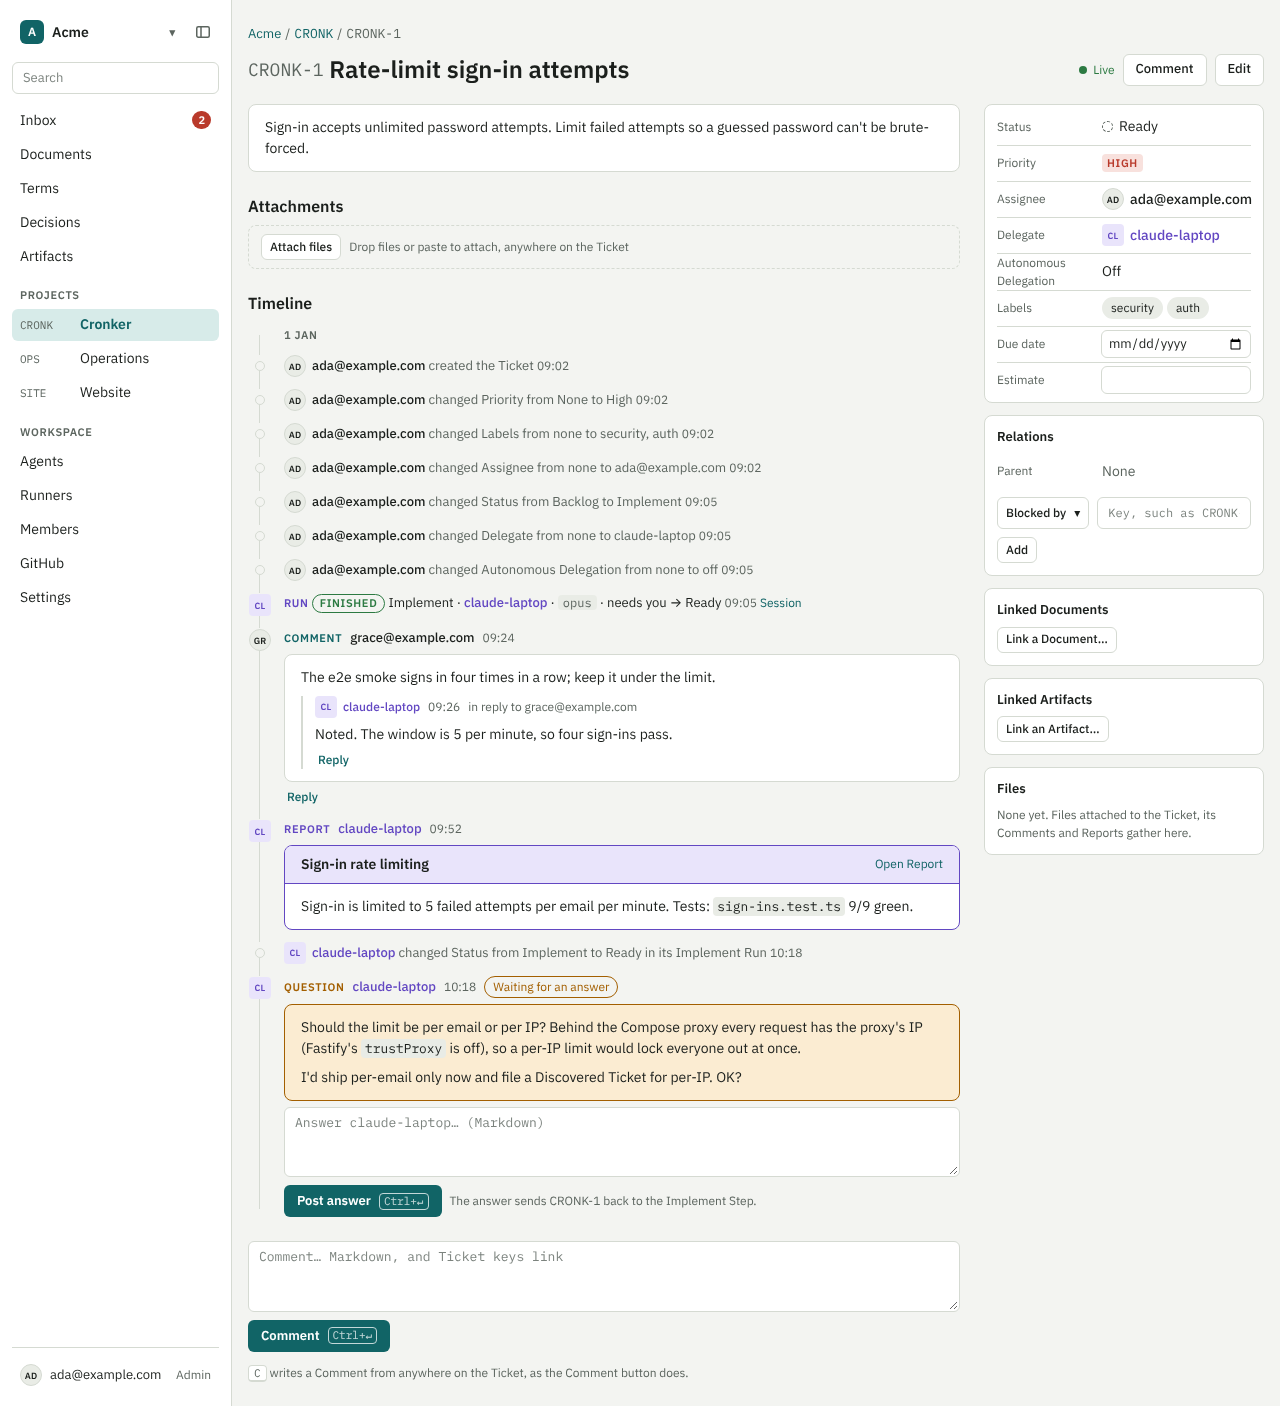 A Acme ▾
Search
Inbox 2
Documents
Terms
Decisions
Artifacts
PROJECTS
CRONK Cronker
OPS Operations
SITE Website
WORKSPACE
Agents
Runners
Members
GitHub
Settings
AD ada@example.com Admin
Acme / CRONK / CRONK-1
CRONK-1 Rate-limit sign-in attempts
Live Comment Edit
Sign-in accepts unlimited password attempts. Limit failed attempts so a guessed password can't be brute-
forced.
Attachments
Attach files Drop files or paste to attach, anywhere on the Ticket
Timeline
1 JAN
AD ada@example.com created the Ticket 09:02
AD ada@example.com changed Priority from None to High 09:02
AD ada@example.com changed Labels from none to security, auth 09:02
AD ada@example.com changed Assignee from none to ada@example.com 09:02
AD ada@example.com changed Status from Backlog to Implement 09:05
AD ada@example.com changed Delegate from none to claude-laptop 09:05
AD ada@example.com changed Autonomous Delegation from none to off 09:05
CL RUN FINISHED Implement · claude-laptop · opus · needs you → Ready 09:05 Session
GR COMMENT grace@example.com 09:24
The e2e smoke signs in four times in a row; keep it under the limit.
CL claude-laptop 09:26 in reply to grace@example.com
Noted. The window is 5 per minute, so four sign-ins pass.
Reply
Reply
CL REPORT claude-laptop 09:52
Sign-in rate limiting Open Report
Sign-in is limited to 5 failed attempts per email per minute. Tests: sign-ins.test.ts 9/9 green.
CL claude-laptop changed Status from Implement to Ready in its Implement Run 10:18
CL QUESTION claude-laptop 10:18 Waiting for an answer
Should the limit be per email or per IP? Behind the Compose proxy every request has the proxy's IP
(Fastify's trustProxy is off), so a per-IP limit would lock everyone out at once.
I'd ship per-email only now and file a Discovered Ticket for per-IP. OK?
Answer claude-laptop… (Markdown)
Post answer Ctrl+↵ The answer sends CRONK-1 back to the Implement Step.
Comment… Markdown, and Ticket keys link
Comment Ctrl+↵
C writes a Comment from anywhere on the Ticket, as the Comment button does.
Status Ready
Priority HIGH
Assignee AD ada@example.com
Delegate CL claude-laptop
Autonomous
Delegation Off
Labels security auth
Due date mm/dd/yyyy
Estimate
Relations
Parent None
Blocked by ▾ Key, such as CRONK
Add
Linked Documents
Link a Document…
Linked Artifacts
Link an Artifact…
Files
None yet. Files attached to the Ticket, its
Comments and Reports gather here.